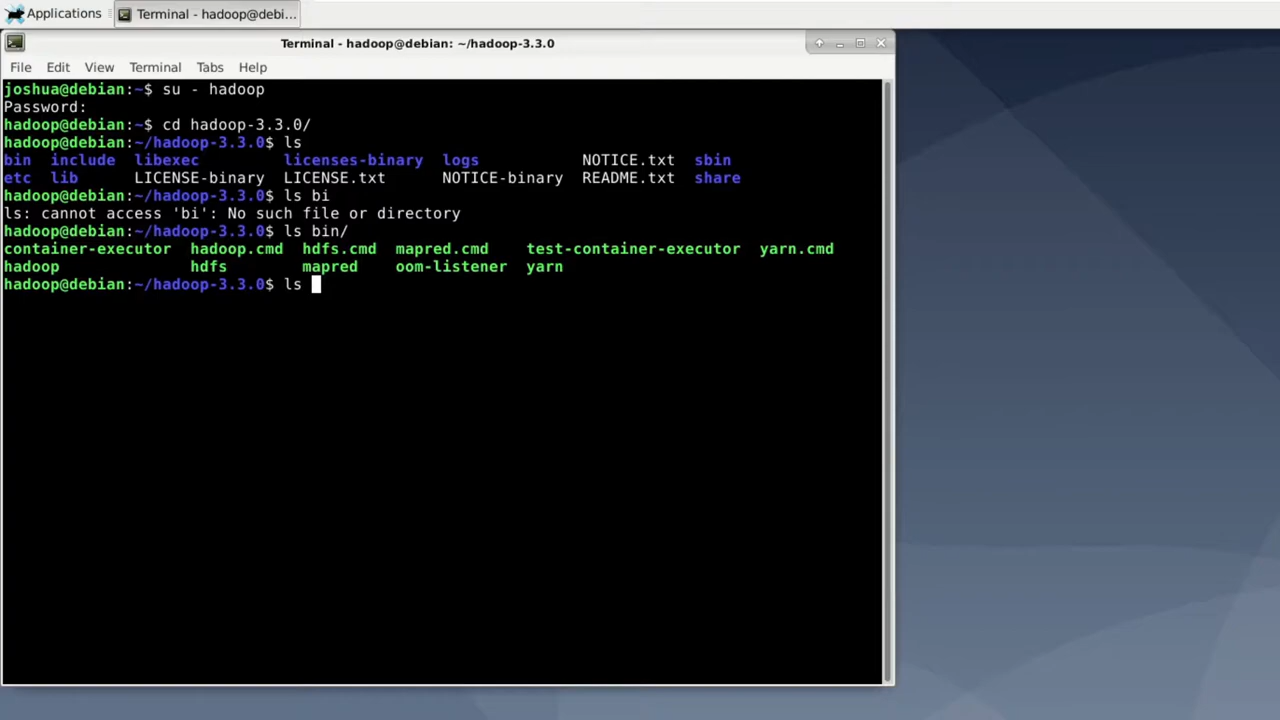 Applications Terminal - hadoop@debi...
Terminal - hadoop@debian: ~/hadoop-3.3.0
File Edit View Terminal Tabs Help
joshua@debian:~$ su - hadoop
Password:
hadoop@debian:~$ cd hadoop-3.3.0/
hadoop@debian:~/hadoop-3.3.0$ ls
bin include libexec licenses-binary logs NOTICE.txt sbin
etc lib LICENSE-binary LICENSE.txt NOTICE-binary README.txt share
hadoop@debian:~/hadoop-3.3.0$ ls bi
ls: cannot access 'bi': No such file or directory
hadoop@debian:~/hadoop-3.3.0$ ls bin/
container-executor hadoop.cmd hdfs.cmd mapred.cmd test-container-executor yarn.cmd
hadoop hdfs mapred oom-listener yarn
hadoop@debian:~/hadoop-3.3.0$ ls